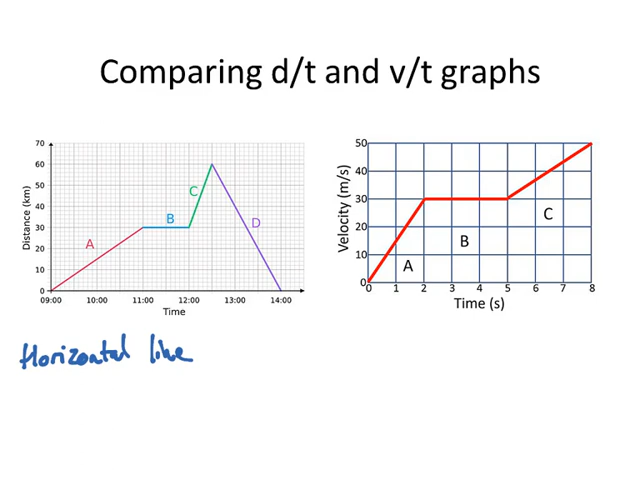 Comparing d/t and v/t graphs
70
60
50
40
30
20
10
0
Distance (km)
A
B
C
D
09:00 10:00 11:00 12:00 13:00 14:00
Time
50
40
30
20
10
0
Velocity (m/s)
A
B
C
0 1 2 3 4 5 6 7 8
Time (s)
Horizontal line